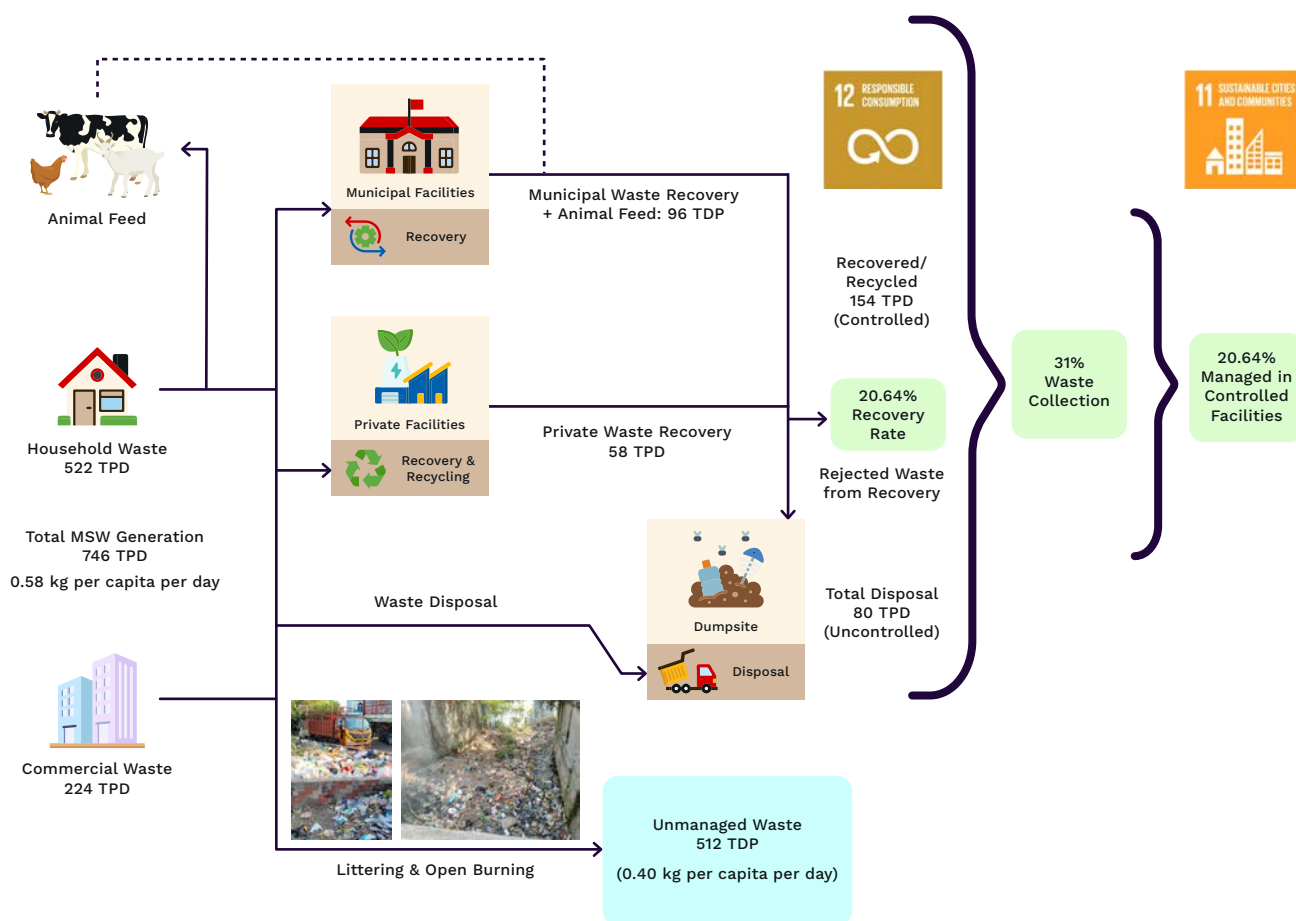 12 RESPONSIBLE
CONSUMPTION
11 SUSTAINABLE CITIES
AND COMMUNITIES
Animal Feed
Municipal Facilities
Recovery
Municipal Waste Recovery
+ Animal Feed: 96 TDP
Recovered/
Recycled
154 TPD
(Controlled)
Household Waste
522 TPD
Private Facilities
Recovery &
Recycling
Private Waste Recovery
58 TPD
20.64%
Recovery
Rate
31%
Waste
Collection
20.64%
Managed in
Controlled
Facilities
Rejected Waste
from Recovery
Total MSW Generation
746 TPD
0.58 kg per capita per day
Waste Disposal
Dumpsite
Disposal
Total Disposal
80 TPD
(Uncontrolled)
Commercial Waste
224 TPD
Littering & Open Burning
Unmanaged Waste
512 TDP
(0.40 kg per capita per day)